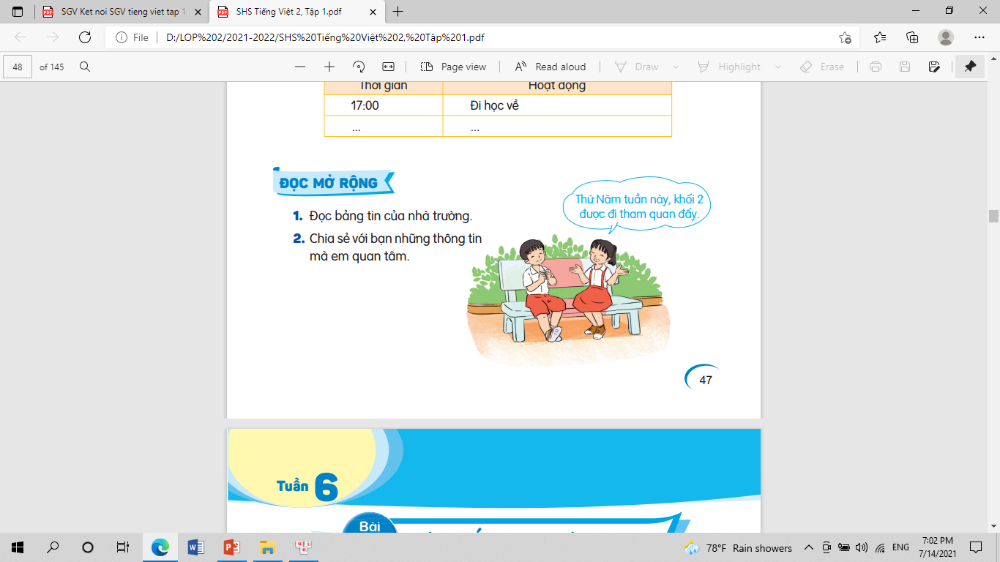 SGV Ket noi SGV tieng viet tap 1
SHS Tiếng Việt 2, Tập 1.pdf
File
D:/LOP%202/2021-2022/SHS%20Tiếng%20Việt%202,%20Tập%201.pdf
48 of 145
Page view
Read aloud
Draw
Highlight
Erase
Thời gian Hoạt động
17:00 Đi học về
... ...
ĐỌC MỞ RỘNG
Thứ Năm tuần này, khối 2
được đi tham quan đấy.
1. Đọc bảng tin của nhà trường.
2. Chia sẻ với bạn những thông tin
mà em quan tâm.
47
Tuần 6
Bài
78°F Rain showers
ENG
7:02 PM
7/14/2021